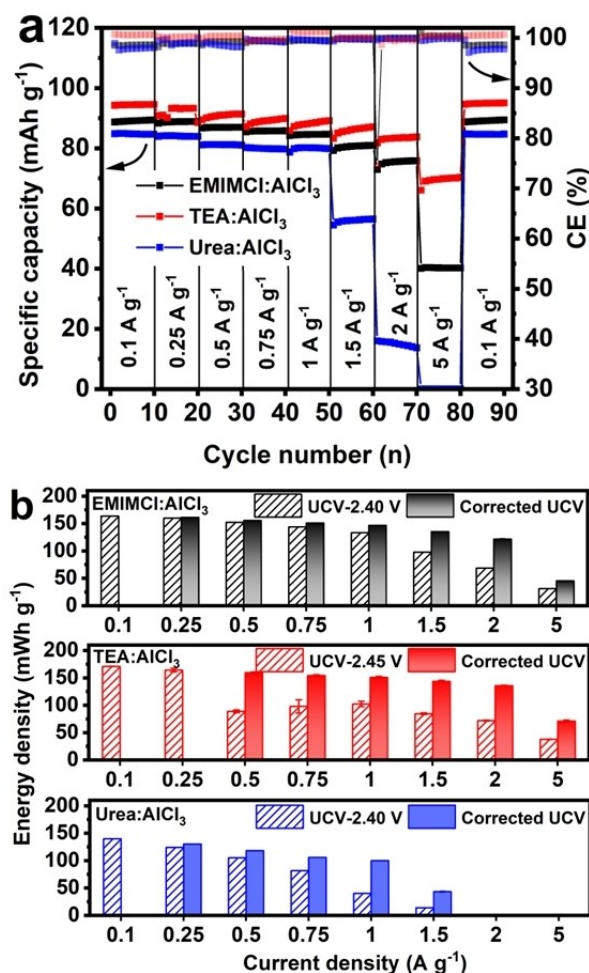 a
120
100
80
60
40
20
0
Specific capacity (mAh g⁻¹)
100
90
80
70
60
50
40
30
CE (%)
EMIMCl:AlCl₃
TEA:AlCl₃
Urea:AlCl₃
0.1 A g⁻¹
0.25 A g⁻¹
0.5 A g⁻¹
0.75 A g⁻¹
1 A g⁻¹
1.5 A g⁻¹
2 A g⁻¹
5 A g⁻¹
0.1 A g⁻¹
0 10 20 30 40 50 60 70 80 90
Cycle number (n)
b
Energy density (mWh g⁻¹)
EMIMCl:AlCl₃ UCV-2.40 V Corrected UCV
200
150
100
50
0
0.1 0.25 0.5 0.75 1 1.5 2 5
TEA:AlCl₃ UCV-2.45 V Corrected UCV
200
150
100
50
0
0.1 0.25 0.5 0.75 1 1.5 2 5
Urea:AlCl₃ UCV-2.40 V Corrected UCV
200
150
100
50
0
0.1 0.25 0.5 0.75 1 1.5 2 5
Current density (A g⁻¹)